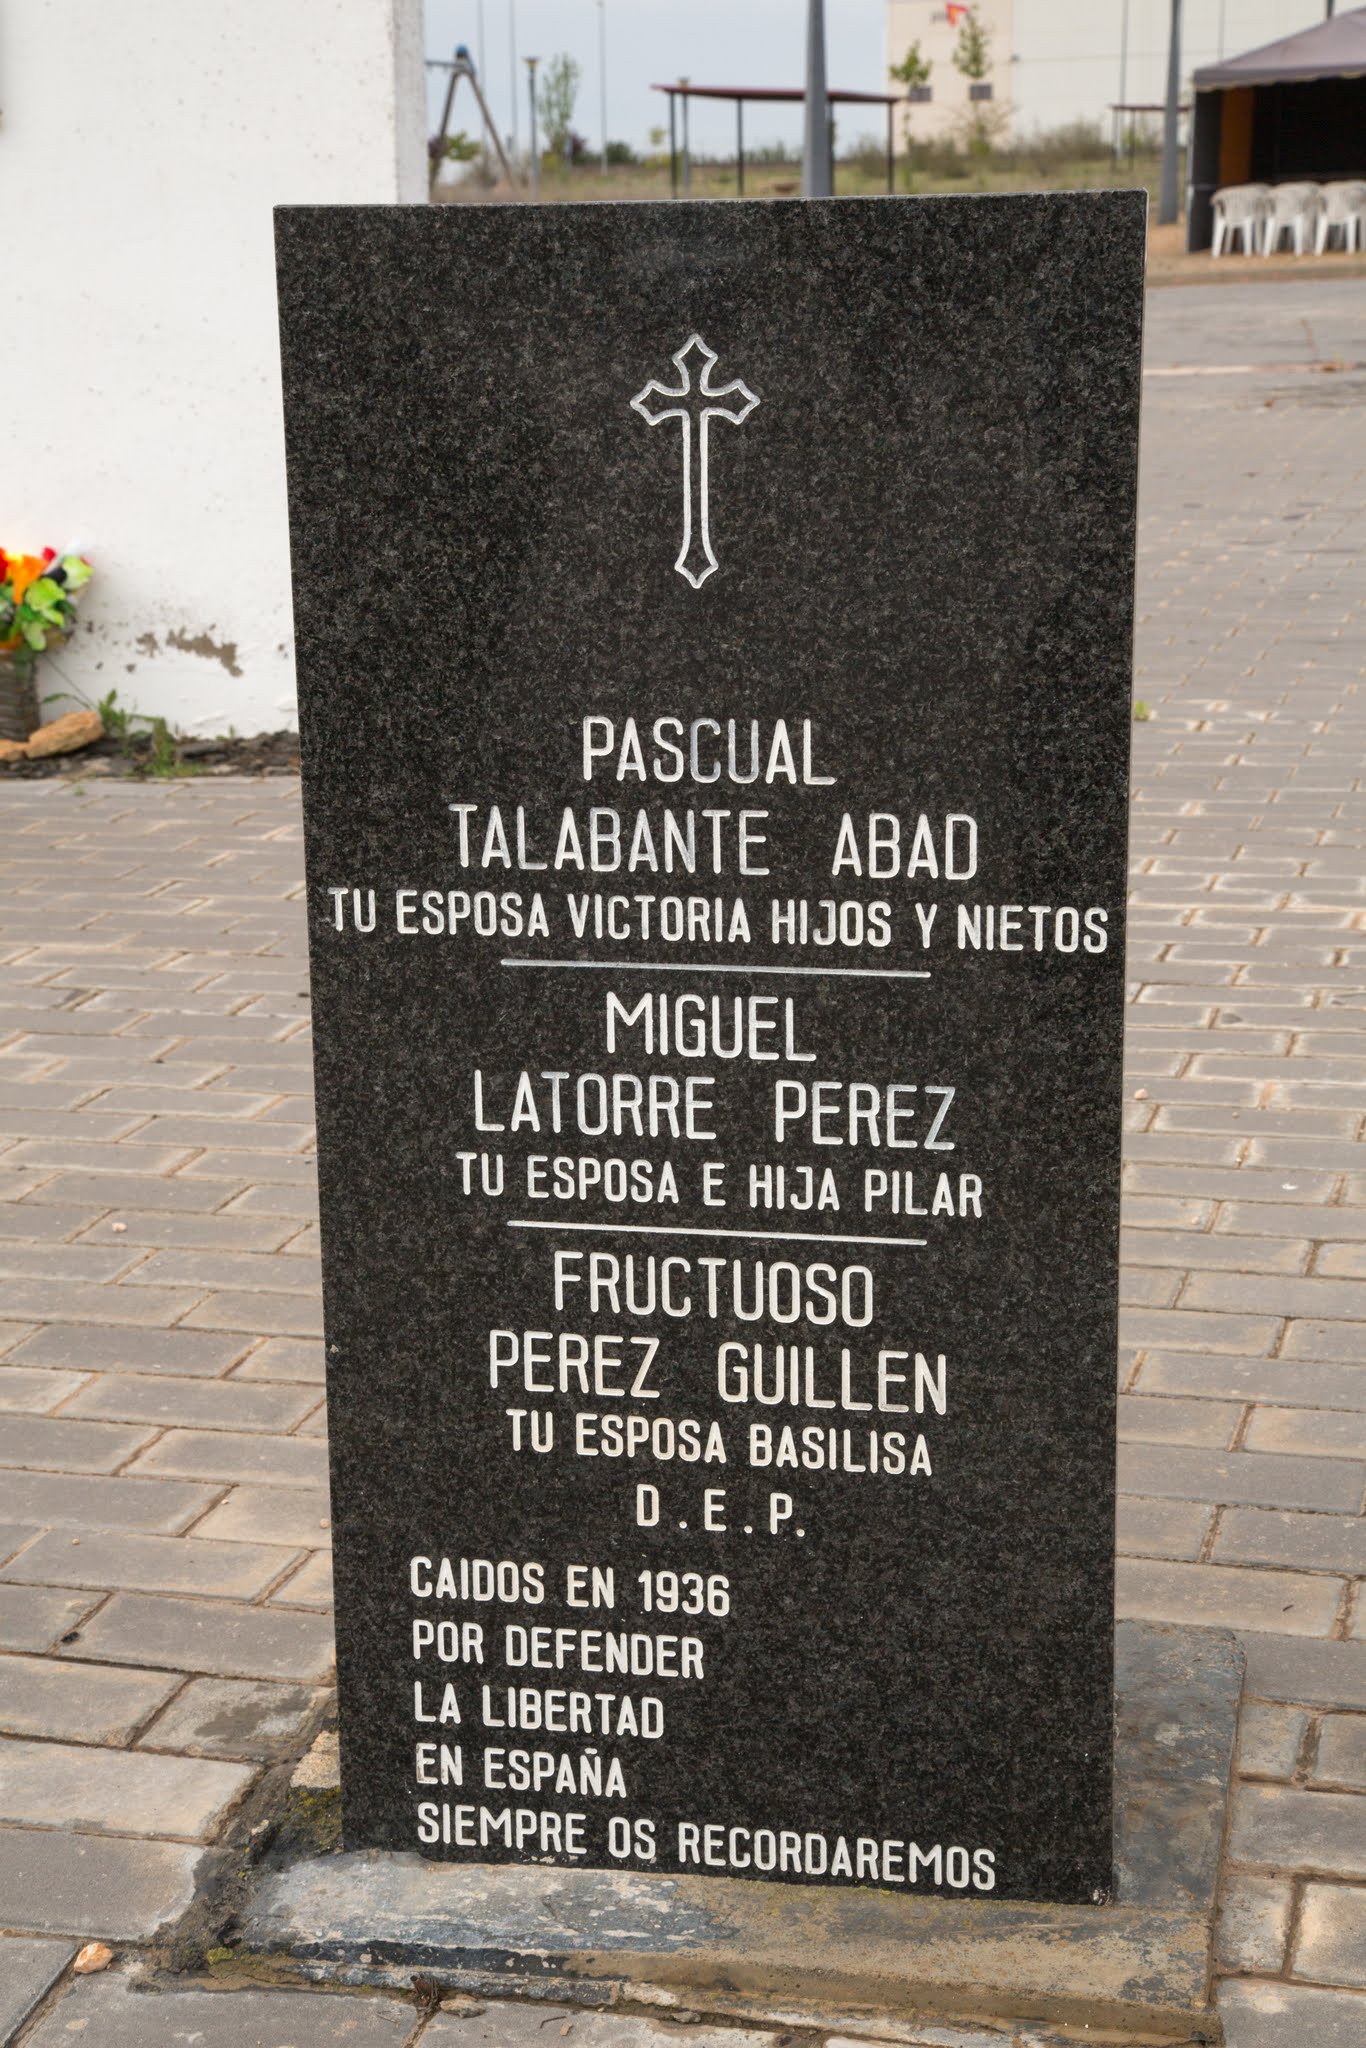 PASCUAL
TALABANTE ABAD
TU ESPOSA VICTORIA HIJOS Y NIETOS
MIGUEL
LATORRE PEREZ
TU ESPOSA E HIJA PILAR
FRUCTUOSO
PEREZ GUILLEN
TU ESPOSA BASILISA
D.E.P.
CAIDOS EN 1936
POR DEFENDER
LA LIBERTAD
EN ESPAÑA
SIEMPRE OS RECORDAREMOS